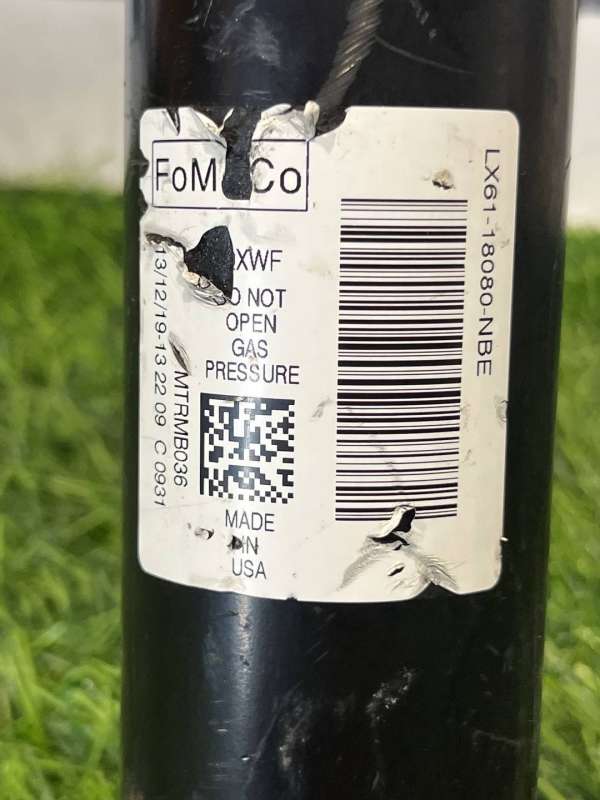 FoM Co
XWF
NOT
OPEN
GAS
PRESSURE
MADE
IN
USA
13/12/19-13 22 09 C 0931
MTRMB036
LX61-18080-NBE